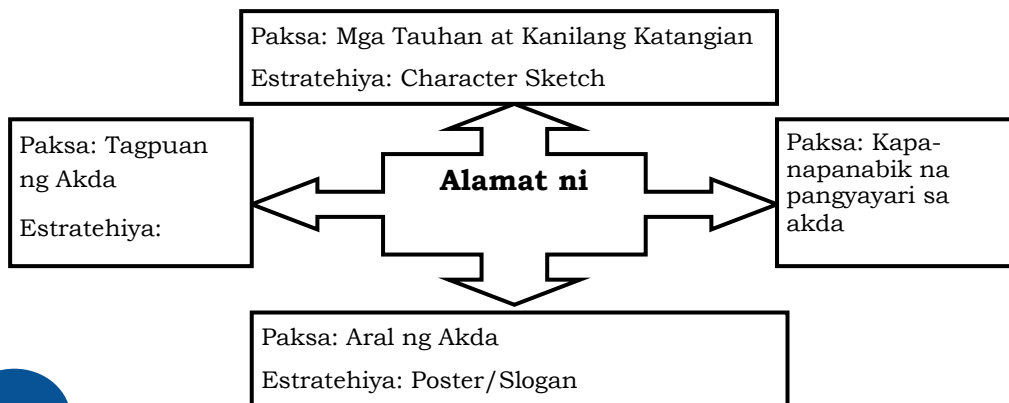 Paksa: Mga Tauhan at Kanilang Katangian
Estratehiya: Character Sketch
Paksa: Tagpuan
ng Akda
Estratehiya:
Alamat ni
Paksa: Kapa-
napanabik na
pangyayari sa
akda
Paksa: Aral ng Akda
Estratehiya: Poster/Slogan